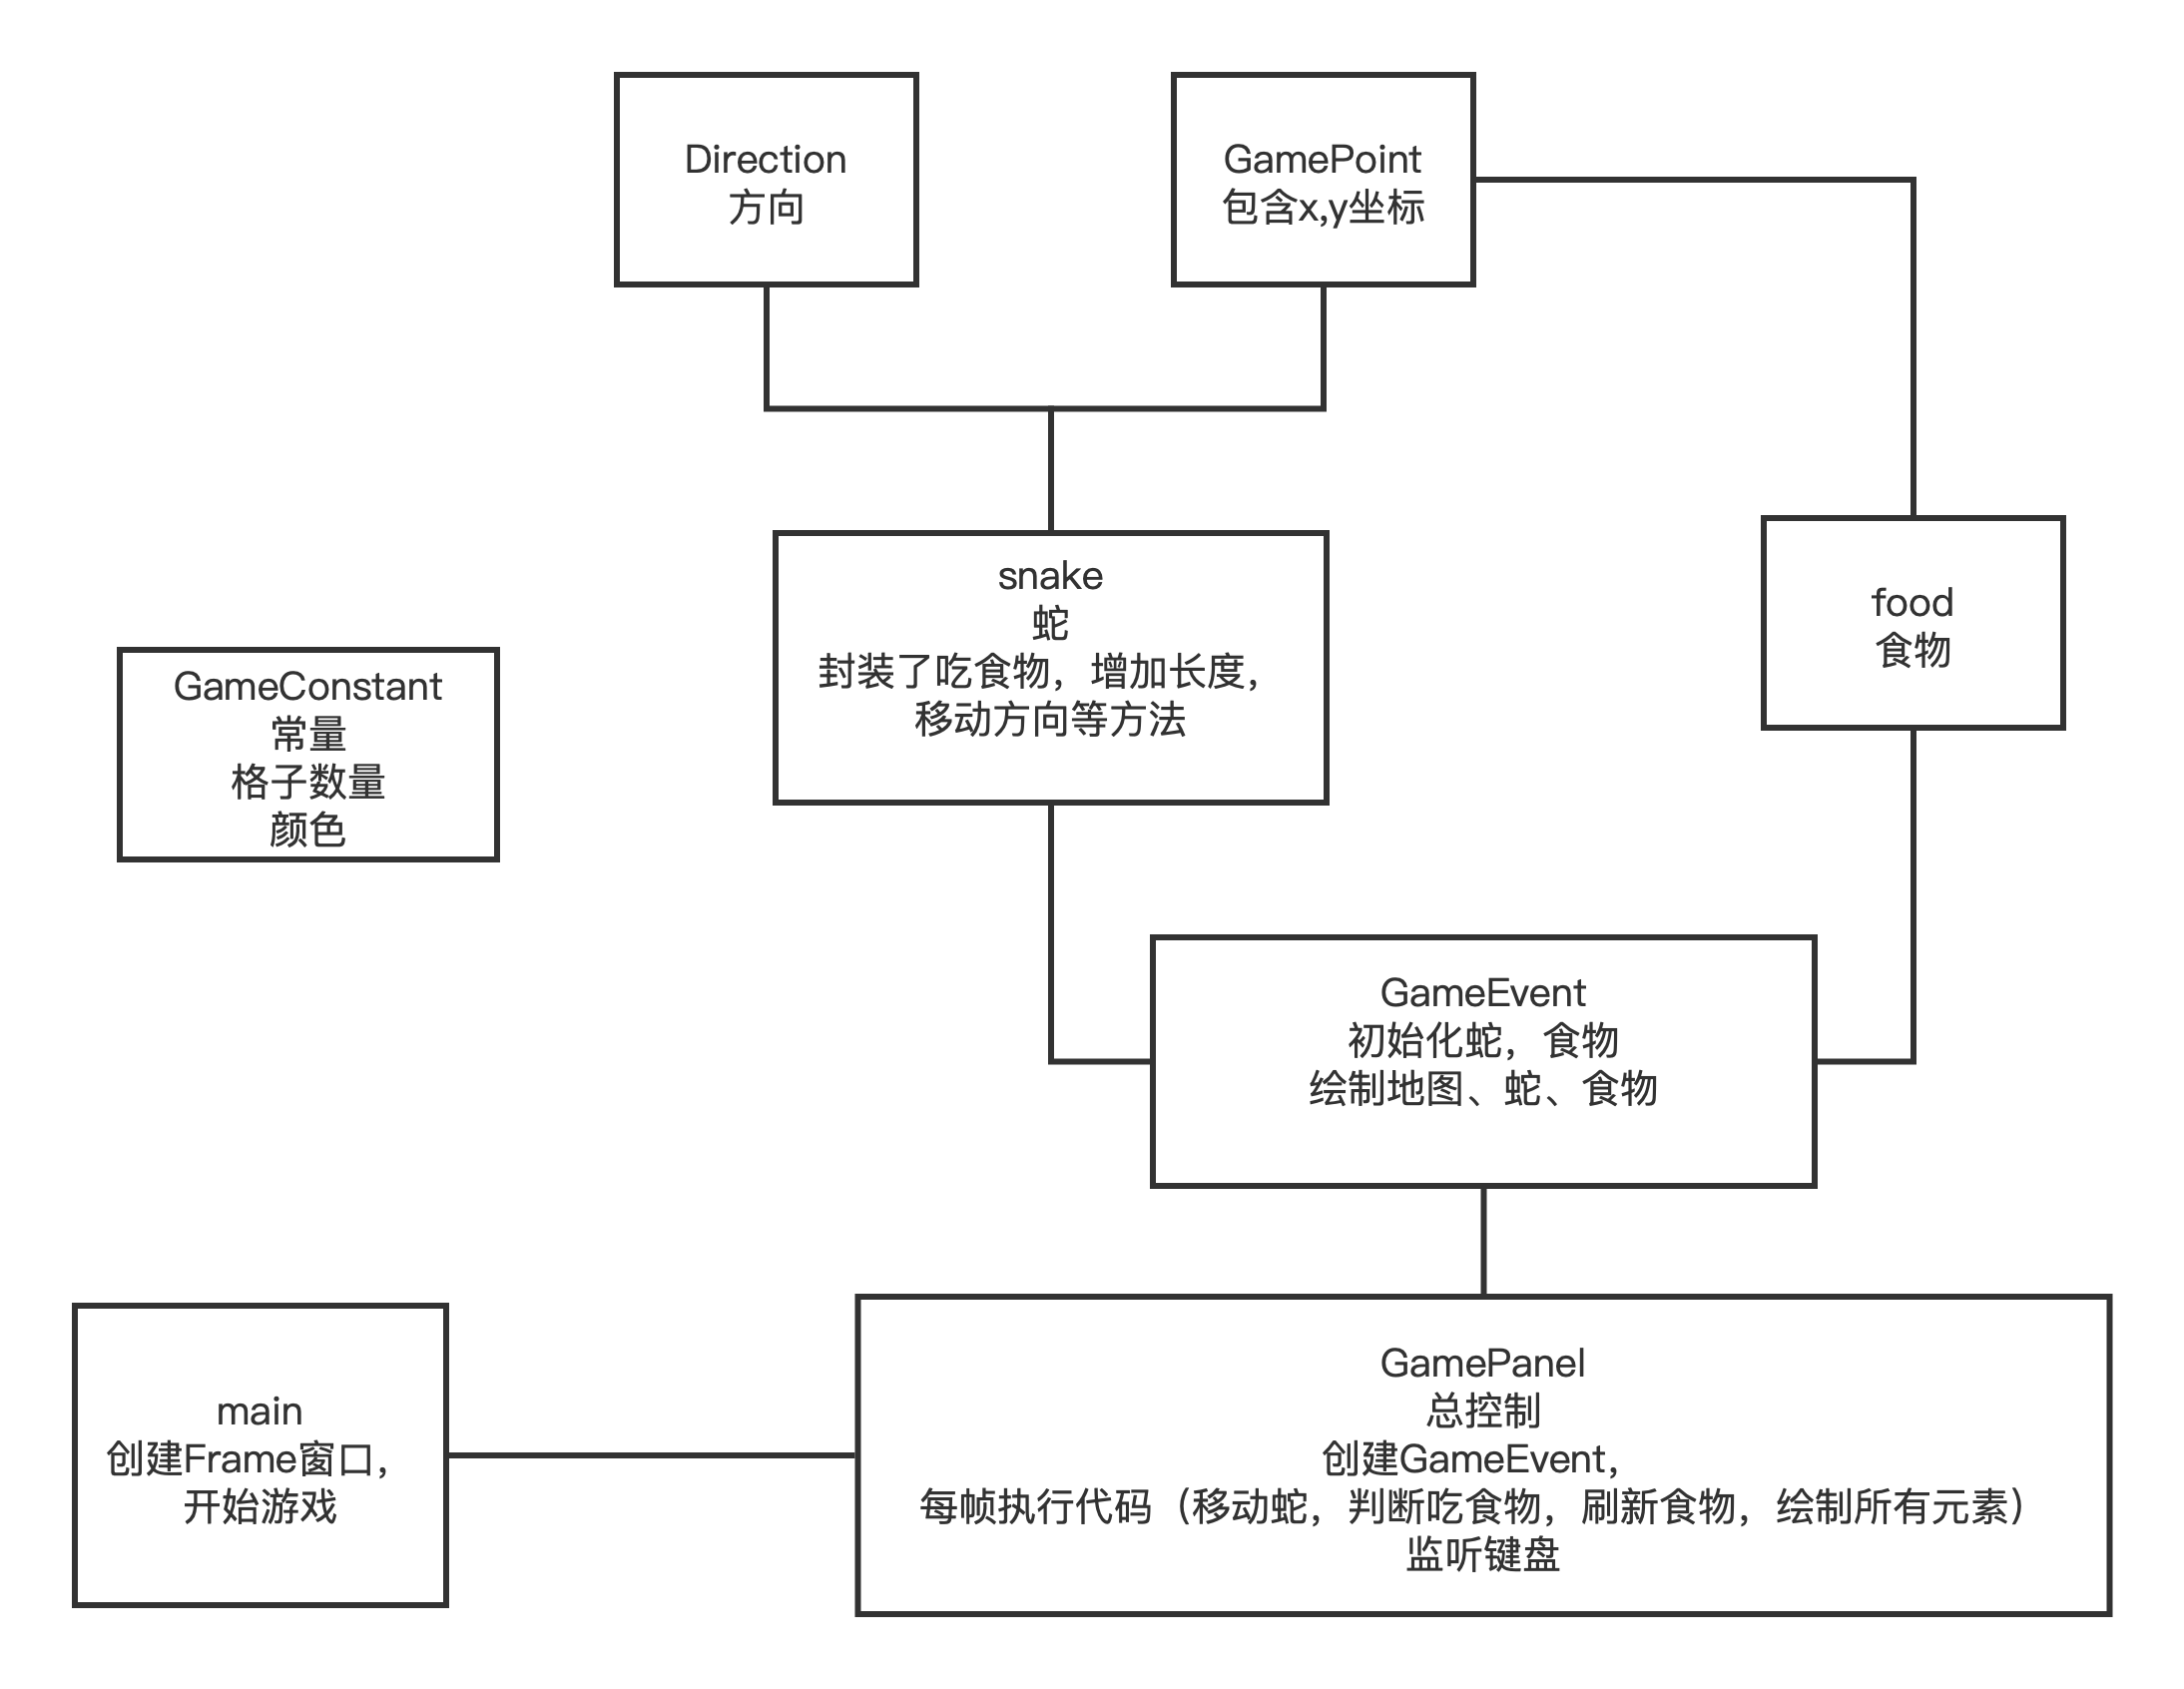 Direction
方向
GamePoint
包含x,y坐标
snake
蛇
封装了吃食物，增加长度，
移动方向等方法
food
食物
GameConstant
常量
格子数量
颜色
GameEvent
初始化蛇，食物
绘制地图、蛇、食物
main
创建Frame窗口，
开始游戏
GamePanel
总控制
创建GameEvent，
每帧执行代码（移动蛇，判断吃食物，刷新食物，绘制所有元素）
监听键盘